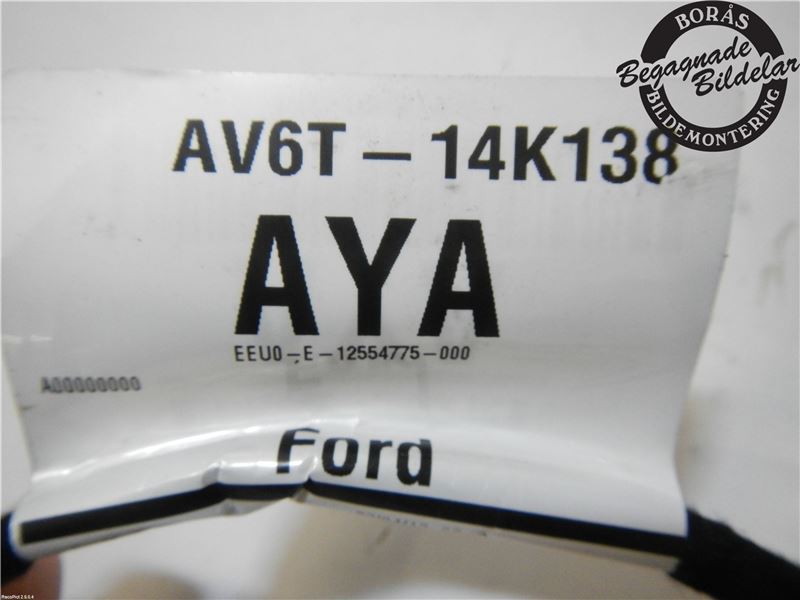 BORÅS
Begagnade
Bildelar
BILDEMONTERING
AV6T-14K138
AYA
EEU0-E-12554775-000
A00000000
Ford